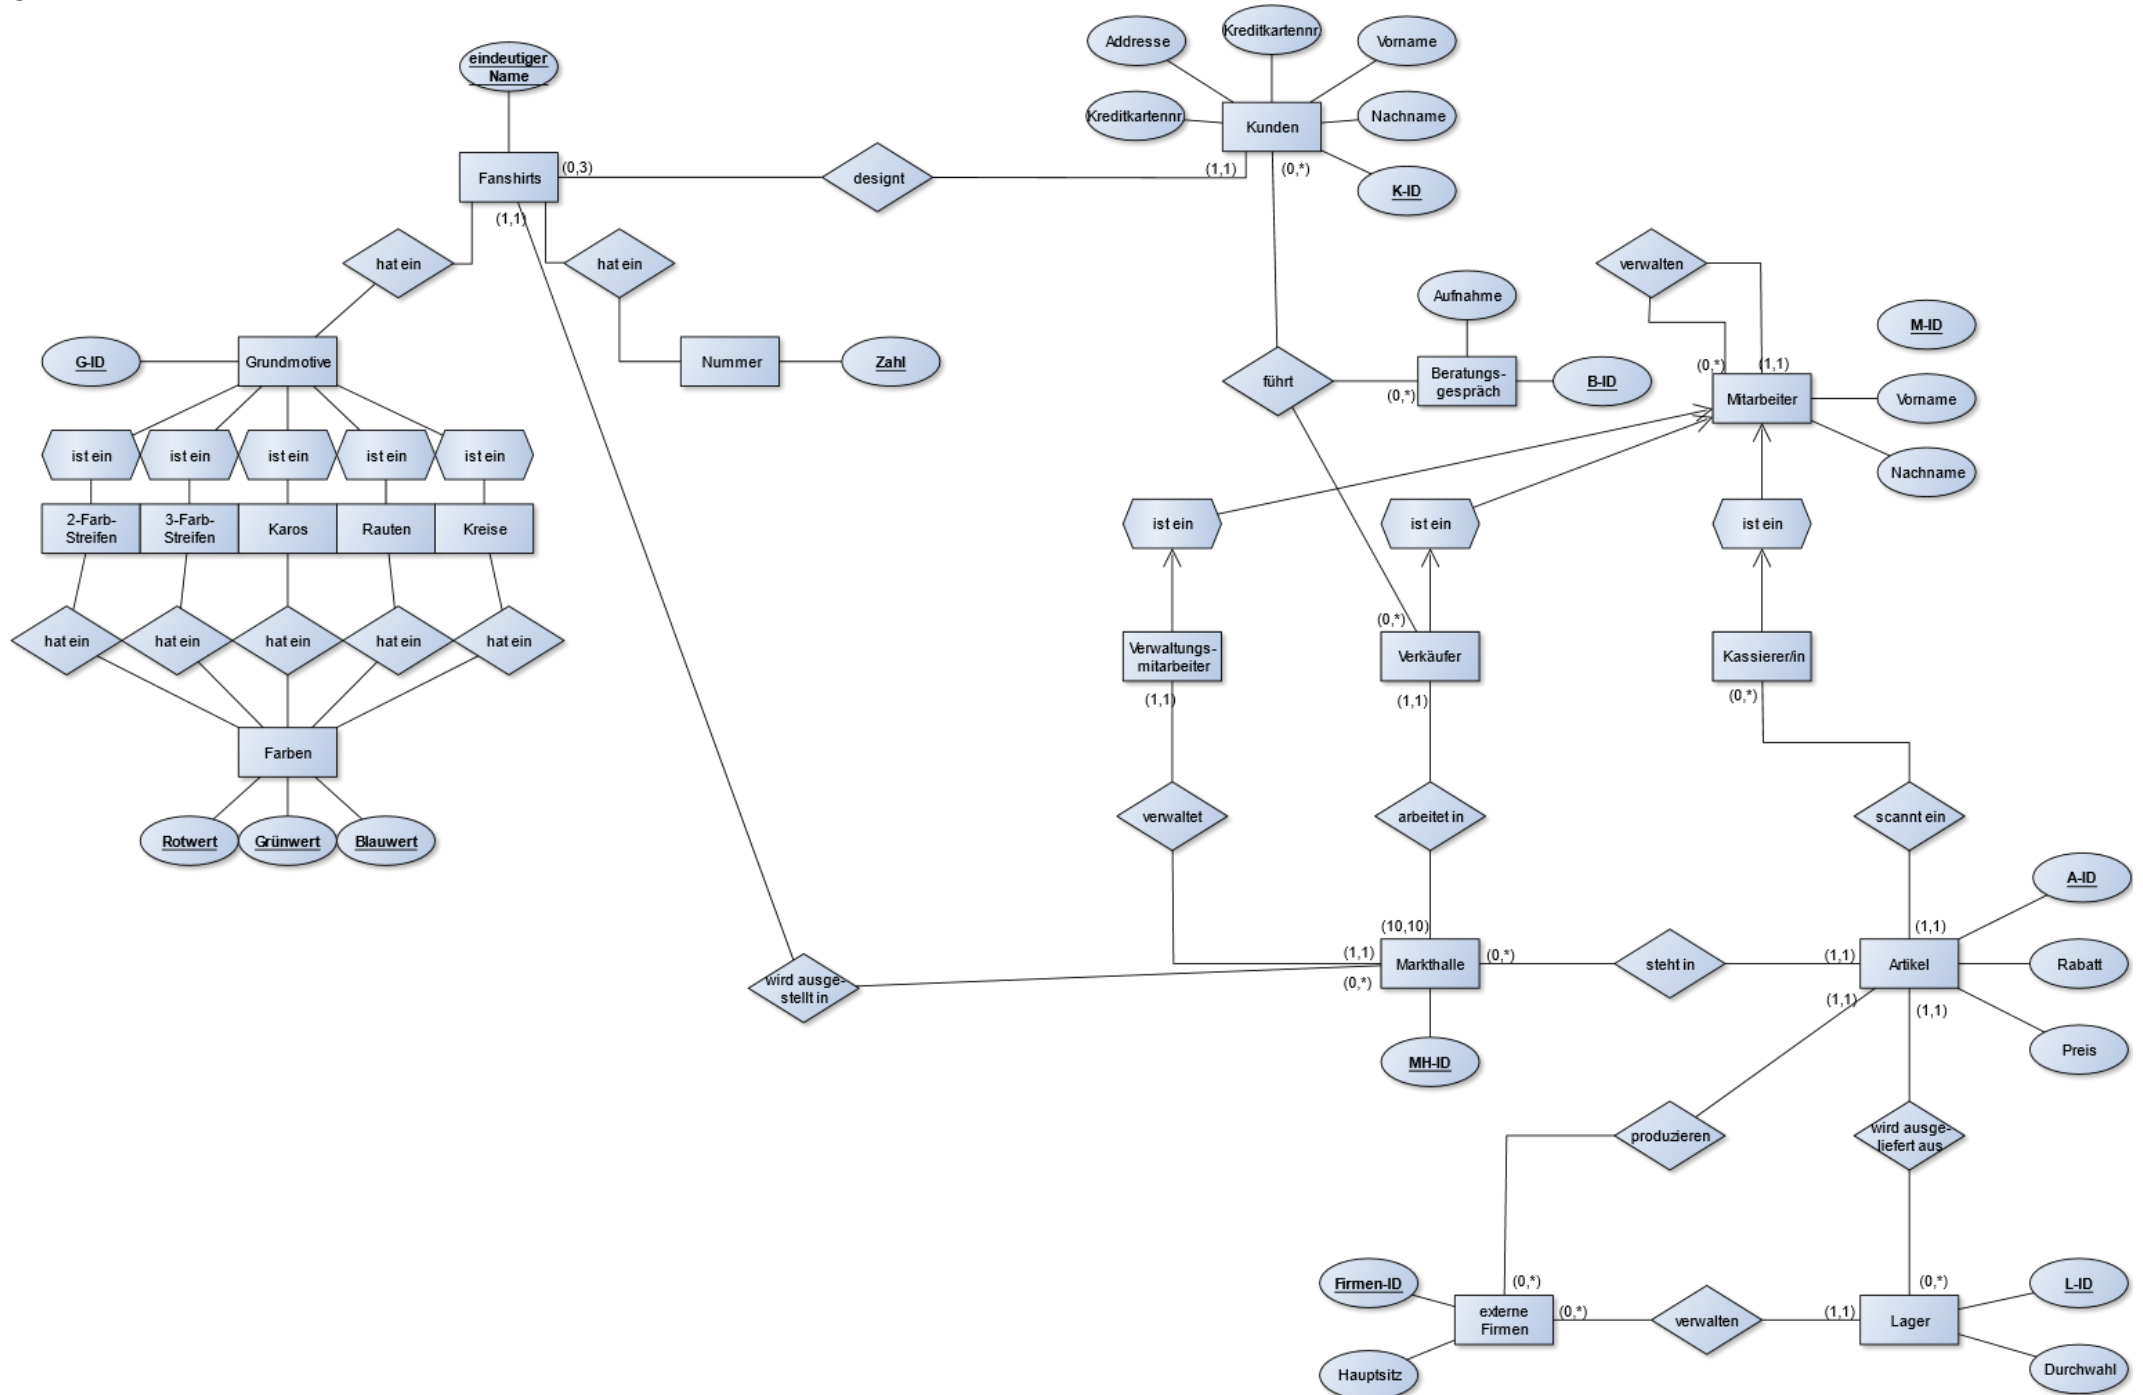 Addresse
Kreditkartennr.
Vorname
eindeutiger
Name
Kreditkartennr.
Kunden
Nachname
Fanshirts
(0,3)
designt
(1,1)
(0,*)
K-ID
(1,1)
hat ein
hat ein
verwalten
Aufnahme
M-ID
G-ID
Grundmotive
Nummer
Zahl
führt
(0,*)
Beratungs-
gespräch
B-ID
(0,*)
(1,1)
Mitarbeiter
Vorname
Nachname
ist ein
ist ein
ist ein
ist ein
ist ein
2-Farb-
Streifen
3-Farb-
Streifen
Karos
Rauten
Kreise
ist ein
ist ein
ist ein
hat ein
hat ein
hat ein
hat ein
hat ein
Verwaltungs-
mitarbeiter
(1,1)
(0,*)
Verkäufer
(1,1)
Kassierer/in
(0,*)
Farben
Rotwert
Grünwert
Blauwert
verwaltet
arbeitet in
scannt ein
A-ID
(10,10)
(1,1)
(1,1)
Markthalle
(0,*)
steht in
(1,1)
Artikel
Rabatt
wird ausge-
stellt in
(0,*)
(1,1)
(1,1)
MH-ID
Preis
produzieren
wird ausge-
liefert aus
Firmen-ID
(0,*)
(0,*)
L-ID
externe
Firmen
(0,*)
verwalten
(1,1)
Lager
Hauptsitz
Durchwahl